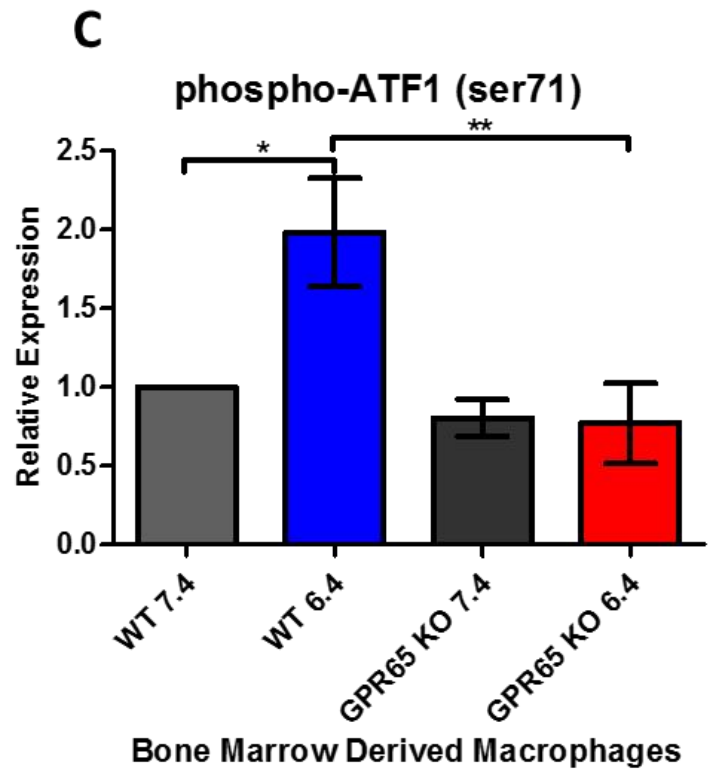 C
phospho-ATF1 (ser71)
* **
2.5
2.0
1.5
1.0
0.5
0.0
Relative Expression
WT 7.4
WT 6.4
GPR65 KO 7.4
GPR65 KO 6.4
Bone Marrow Derived Macrophages